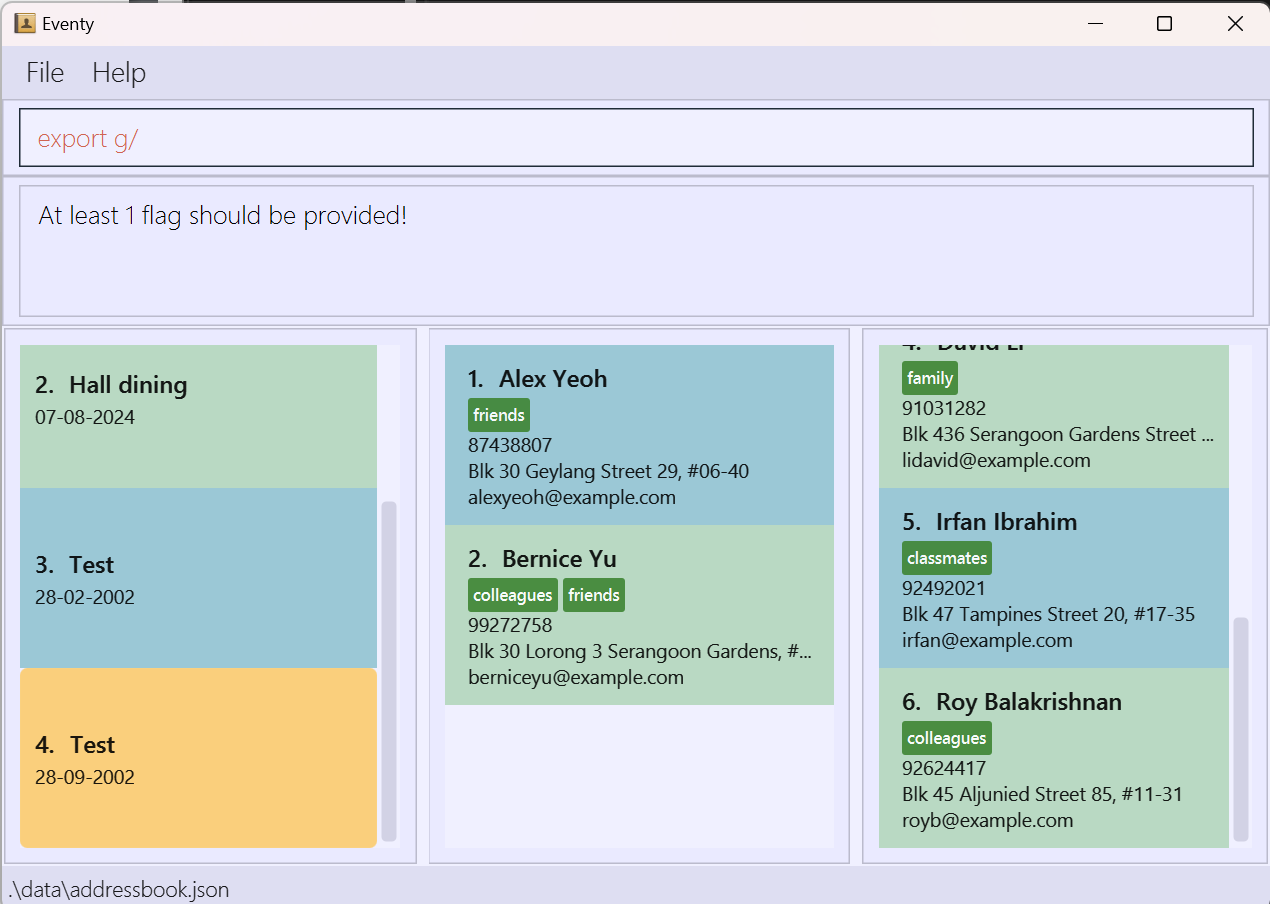 Eventy
File Help
export g/
At least 1 flag should be provided!
2. Hall dining
07-08-2024
3. Test
28-02-2002
4. Test
28-09-2002
1. Alex Yeoh
friends
87438807
Blk 30 Geylang Street 29, #06-40
alexyeoh@example.com
2. Bernice Yu
colleagues friends
99272758
Blk 30 Lorong 3 Serangoon Gardens, #...
berniceyu@example.com
4. David Li
family
91031282
Blk 436 Serangoon Gardens Street ...
lidavid@example.com
5. Irfan Ibrahim
classmates
92492021
Blk 47 Tampines Street 20, #17-35
irfan@example.com
6. Roy Balakrishnan
colleagues
92624417
Blk 45 Aljunied Street 85, #11-31
royb@example.com
.\data\addressbook.json